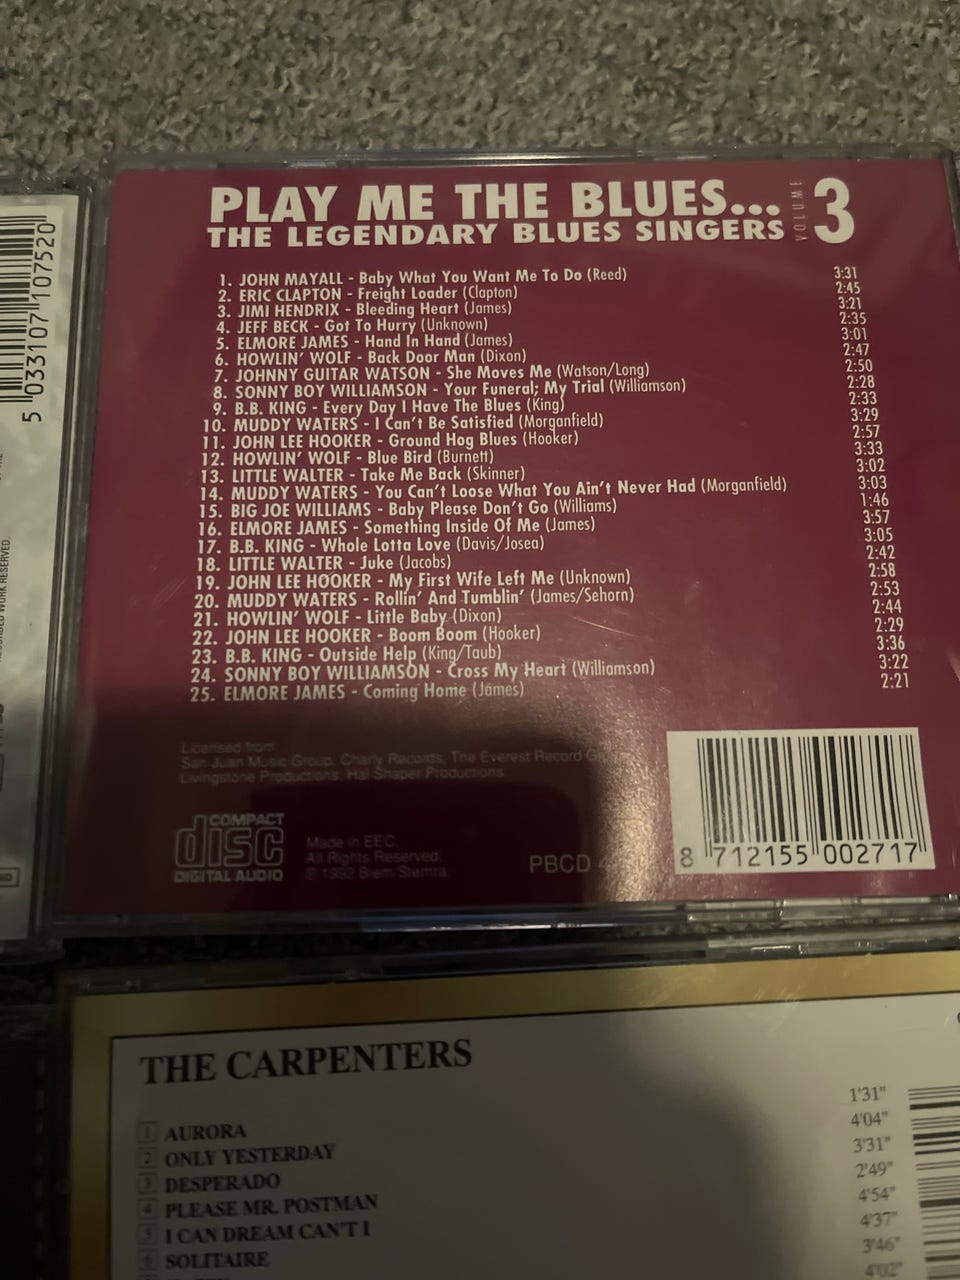 5 033107 107520
PLAY ME THE BLUES... VOLUME 3
THE LEGENDARY BLUES SINGERS
1. JOHN MAYALL - Baby What You Want Me To Do (Reed) 3:31
2. ERIC CLAPTON - Freight Loader (Clapton) 2:45
3. JIMI HENDRIX - Bleeding Heart (James) 3:21
4. JEFF BECK - Got To Hurry (Unknown) 2:35
5. ELMORE JAMES - Hand In Hand (James) 3:01
6. HOWLIN' WOLF - Back Door Man (Dixon) 2:47
7. JOHNNY GUITAR WATSON - She Moves Me (Watson/Long) 2:50
8. SONNY BOY WILLIAMSON - Your Funeral; My Trial (Williamson) 2:28
9. B.B. KING - Every Day I Have The Blues (King) 2:33
10. MUDDY WATERS - I Can't Be Satisfied (Morganfield) 3:29
11. JOHN LEE HOOKER - Ground Hog Blues (Hooker) 2:57
12. HOWLIN' WOLF - Blue Bird (Burnett) 3:33
13. LITTLE WALTER - Take Me Back (Skinner) 3:02
14. MUDDY WATERS - You Can't Loose What You Ain't Never Had (Morganfield) 3:03
15. BIG JOE WILLIAMS - Baby Please Don't Go (Williams) 1:46
16. ELMORE JAMES - Something Inside Of Me (James) 3:57
17. B.B. KING - Whole Lotta Love (Davis/Josea) 3:05
18. LITTLE WALTER - Juke (Jacobs) 2:42
19. JOHN LEE HOOKER - My First Wife Left Me (Unknown) 2:58
20. MUDDY WATERS - Rollin' And Tumblin' (James/Sehorn) 2:53
21. HOWLIN' WOLF - Little Baby (Dixon) 2:44
22. JOHN LEE HOOKER - Boom Boom (Hooker) 2:29
23. B.B. KING - Outside Help (King/Taub) 3:36
24. SONNY BOY WILLIAMSON - Cross My Heart (Williamson) 3:22
25. ELMORE JAMES - Coming Home (James) 2:21
Licensed from:
San Juan Music Group, Charly Records, The Everest Record
Livingstone Productions, Hal Shaper Productions
COMPACT
disc
DIGITAL AUDIO
Made in EEC.
All Rights Reserved.
© 1992 Biem/Stemra.
PBCD
8 712155 002717
RECORDED WORK RESERVED.
THE CARPENTERS
1 AURORA 1'31"
2 ONLY YESTERDAY 4'04"
3 DESPERADO 3'31"
4 PLEASE MR. POSTMAN 2'49"
5 I CAN DREAM CAN'T I 4'54"
6 SOLITAIRE 4'37"
3'46"
4'02"